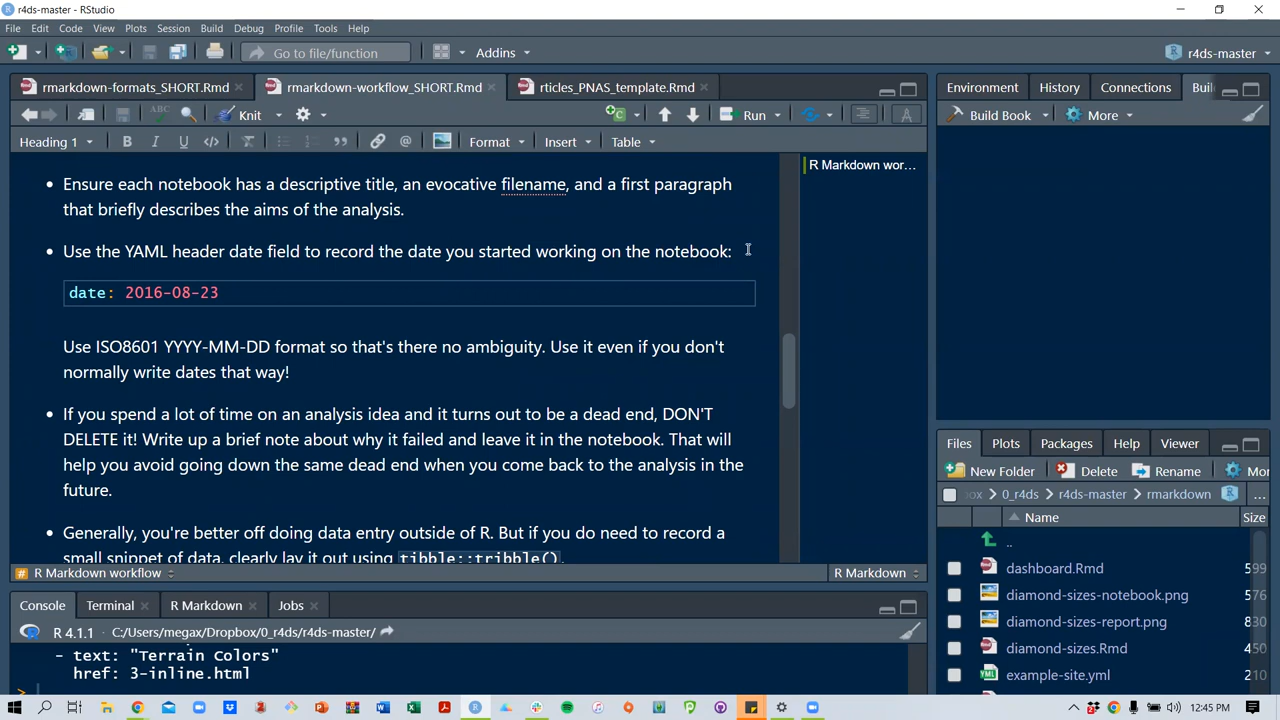 r4ds-master - RStudio
File Edit Code View Plots Session Build Debug Profile Tools Help
Go to file/function Addins r4ds-master
rmarkdown-formats_SHORT.Rmd rmarkdown-workflow_SHORT.Rmd rticles_PNAS_template.Rmd
Environment History Connections
Knit Run
Build Book More
Heading 1 B I U Format Insert Table
R Markdown wor...
Ensure each notebook has a descriptive title, an evocative filename, and a first paragraph
that briefly describes the aims of the analysis.
Use the YAML header date field to record the date you started working on the notebook:
date: 2016-08-23
Use ISO8601 YYYY-MM-DD format so that's there no ambiguity. Use it even if you don't
normally write dates that way!
If you spend a lot of time on an analysis idea and it turns out to be a dead end, DON'T
DELETE it! Write up a brief note about why it failed and leave it in the notebook. That will
help you avoid going down the same dead end when you come back to the analysis in the
future.
Generally, you're better off doing data entry outside of R. But if you do need to record a
small snippet of data, clearly lay it out using tibble::tribble().
# R Markdown workflow R Markdown
Console Terminal R Markdown Jobs
R 4.1.1 C:/Users/megax/Dropbox/0_r4ds/r4ds-master/
- text: "Terrain Colors"
href: 3-inline.html
>
Files Plots Packages Help Viewer
New Folder Delete Rename
0_r4ds r4ds-master rmarkdown ...
Name Size
..
dashboard.Rmd 599
diamond-sizes-notebook.png 576
diamond-sizes-report.png 830
diamond-sizes.Rmd 450
example-site.yml 210
12:45 PM